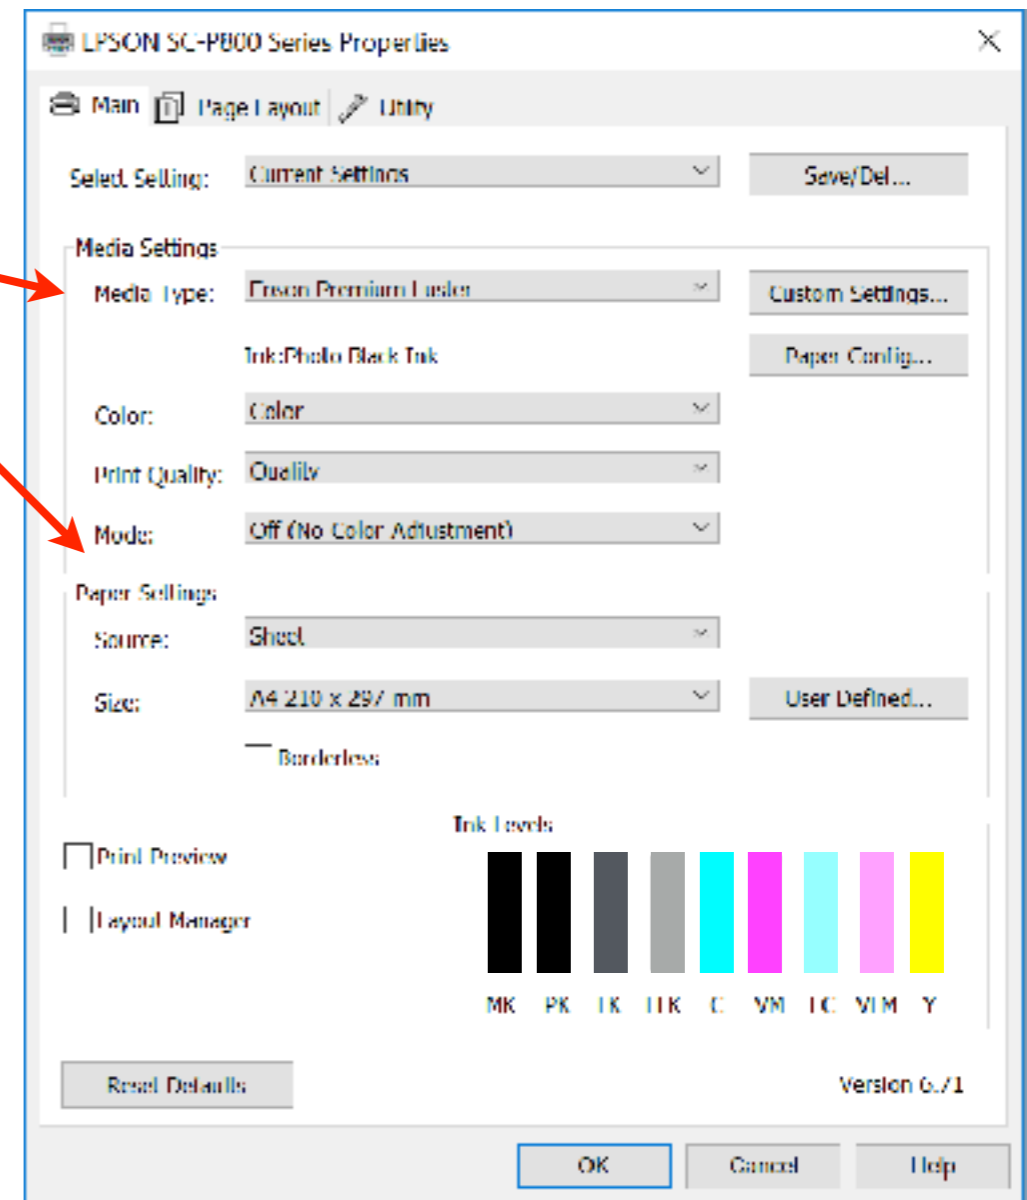 EPSON SC-P800 Series Properties
Main Page Layout Utility
Select Setting: Current Settings Save/Del...
Media Settings
Media Type: Epson Premium Luster Custom Settings...
Ink:Photo Black Ink Paper Config...
Color: Color
Print Quality: Quality
Mode: Off (No Color Adjustment)
Paper Settings
Source: Sheet
Size: A4 210 x 297 mm User Defined...
Borderless
Ink Levels
Print Preview
Layout Manager
MK PK LK LLK C VM LC VLM Y
Reset Defaults Version 6.71
OK Cancel Help